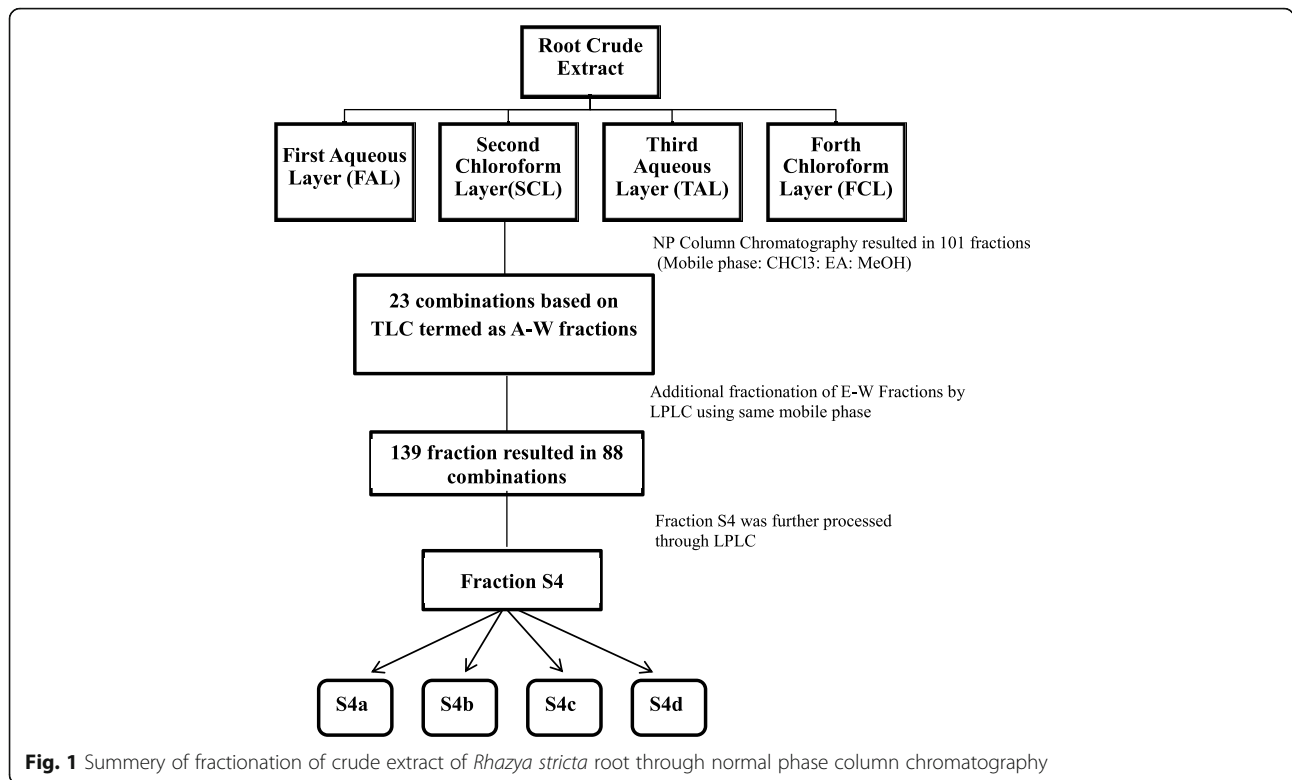 Root Crude
Extract
First Aqueous
Layer (FAL)
Second
Chloroform
Layer(SCL)
Third
Aqueous
Layer (TAL)
Forth
Chloroform
Layer (FCL)
NP Column Chromatography resulted in 101 fractions
(Mobile phase: CHCl3: EA: MeOH)
23 combinations based on
TLC termed as A-W fractions
Additional fractionation of E-W Fractions by
LPLC using same mobile phase
139 fraction resulted in 88
combinations
Fraction S4 was further processed
through LPLC
Fraction S4
S4a
S4b
S4c
S4d
Fig. 1 Summery of fractionation of crude extract of Rhazya stricta root through normal phase column chromatography